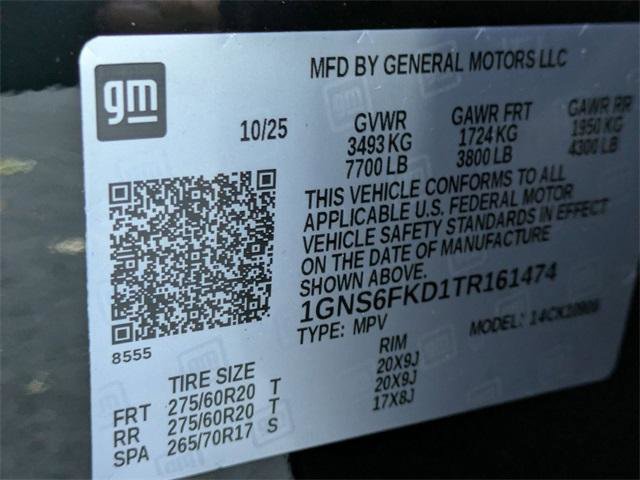 gm
MFD BY GENERAL MOTORS LLC
10/25 GVWR GAWR FRT GAWR RR
3493 KG 1724 KG 1950 KG
7700 LB 3800 LB 4300 LB
THIS VEHICLE CONFORMS TO ALL
APPLICABLE U.S. FEDERAL MOTOR
VEHICLE SAFETY STANDARDS IN EFFECT
ON THE DATE OF MANUFACTURE
SHOWN ABOVE.
1GNS6FKD1TR161474
TYPE: MPV MODEL:
8555
TIRE SIZE RIM
FRT 275/60R20 T 20X9J
RR 275/60R20 T 20X9J
SPA 265/70R17 S 17X8J